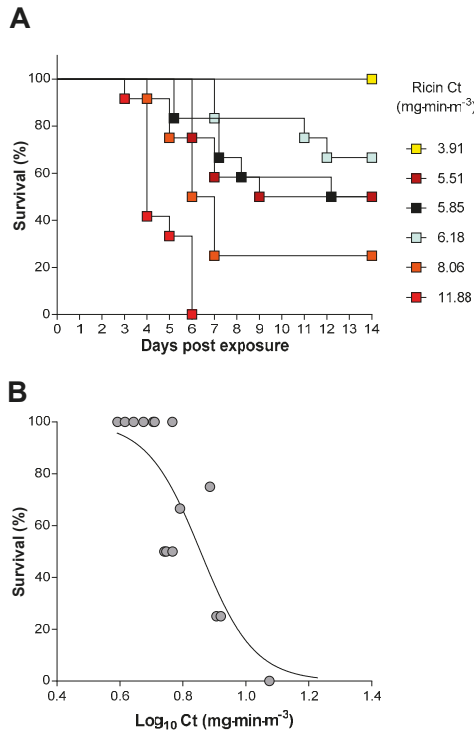 A
100
80
60
40
20
0
Survival (%)
0 1 2 3 4 5 6 7 8 9 10 11 12 13 14
Days post exposure
Ricin Ct
(mg·min·m-3)
3.91
5.51
5.85
6.18
8.06
11.88
B
100
80
60
40
20
0
Survival (%)
0.4 0.6 0.8 1.0 1.2 1.4
Log10 Ct (mg·min·m-3)